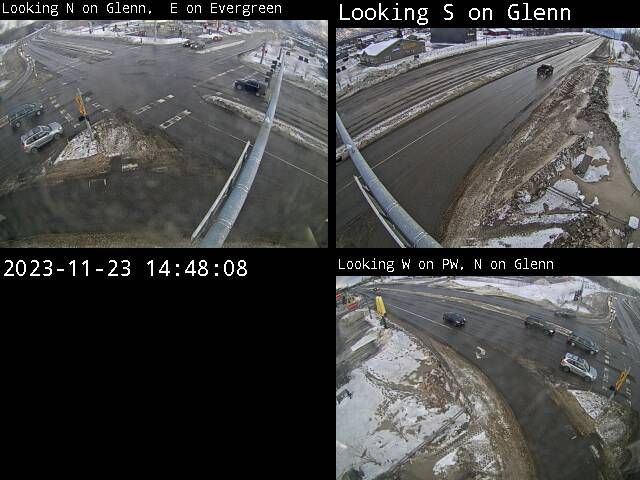 Looking N on Glenn,  E on Evergreen
Looking S on Glenn
2023-11-23 14:48:08
Looking W on PW, N on Glenn